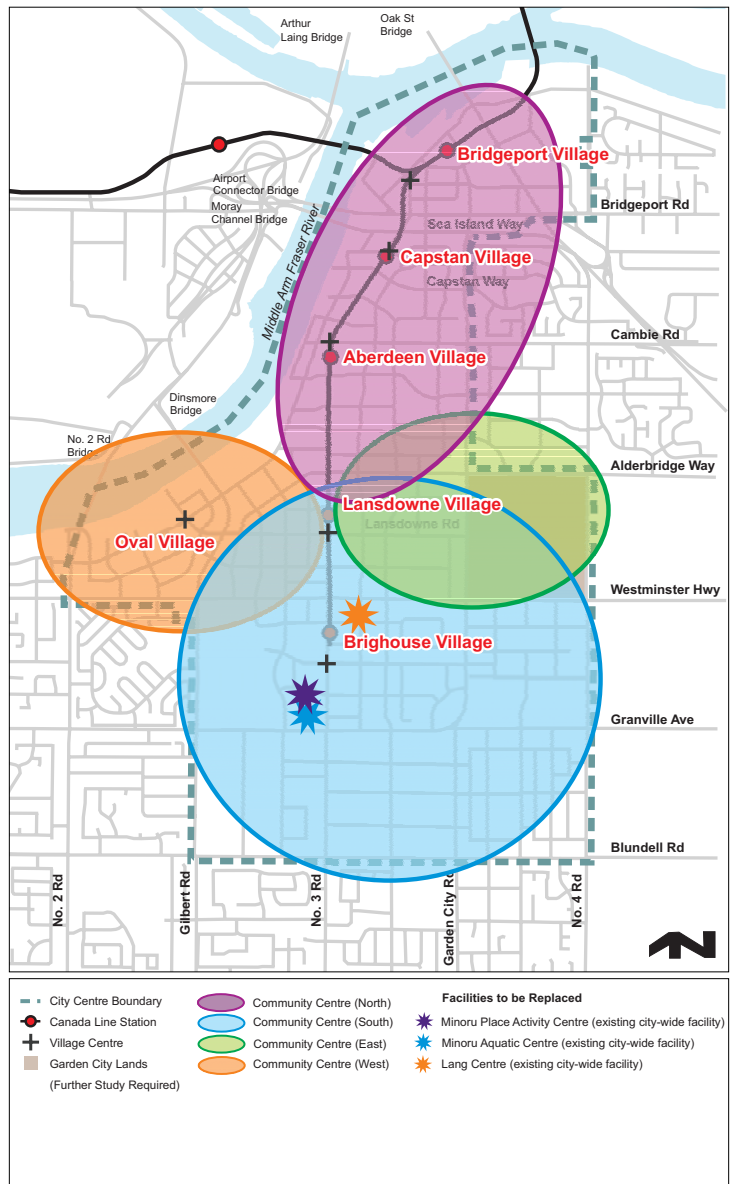 Arthur
Laing Bridge
Oak St
Bridge
Bridgeport Village
Airport
Connector Bridge
Moray
Channel Bridge
Bridgeport Rd
Middle Arm Fraser River
Sea Island Way
Capstan Village
Capstan Way
Cambie Rd
Aberdeen Village
Dinsmore
Bridge
No. 2 Rd
Bridge
Alderbridge Way
Lansdowne Village
Lansdowne Rd
Oval Village
Westminster Hwy
Brighouse Village
Granville Ave
Blundell Rd
No. 2 Rd
Gilbert Rd
No. 3 Rd
Garden City Rd
No. 4 Rd
N
City Centre Boundary
Canada Line Station
Village Centre
Garden City Lands
(Further Study Required)
Community Centre (North)
Community Centre (South)
Community Centre (East)
Community Centre (West)
Facilities to be Replaced
Minoru Place Activity Centre (existing city-wide facility)
Minoru Aquatic Centre (existing city-wide facility)
Lang Centre (existing city-wide facility)